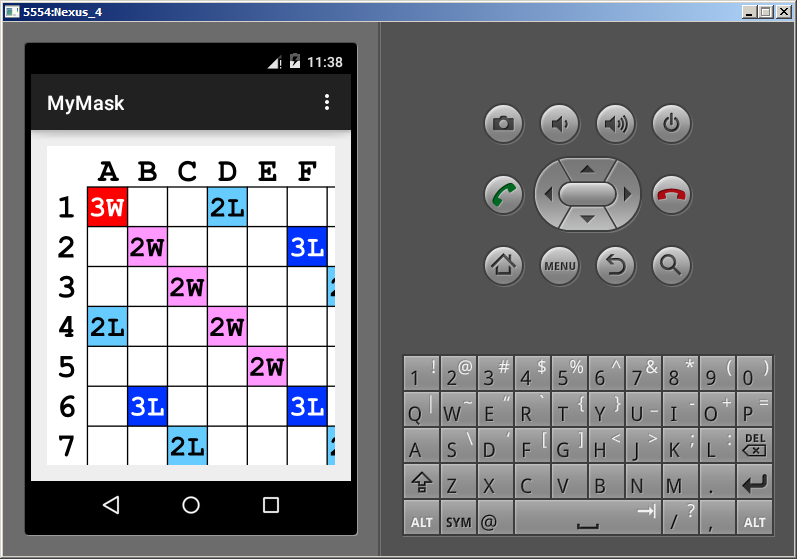 5554:Nexus_4
11:38
MyMask
A B C D E F
1 3W 2L
2 2W 3L
3 2W
4 2L 2W
5 2W
6 3L 3L
7 2L
MENU
1 ! 2 @ 3 # 4 $ 5 % 6 ^ 7 & 8 * 9 ( 0 )
Q | W ~ E “ R ` T { Y } U _ I - O + P =
A S \ D ‘ F [ G ] H < J > K ; L : DEL
Z X C V B N M .
ALT SYM @ / ? , ALT